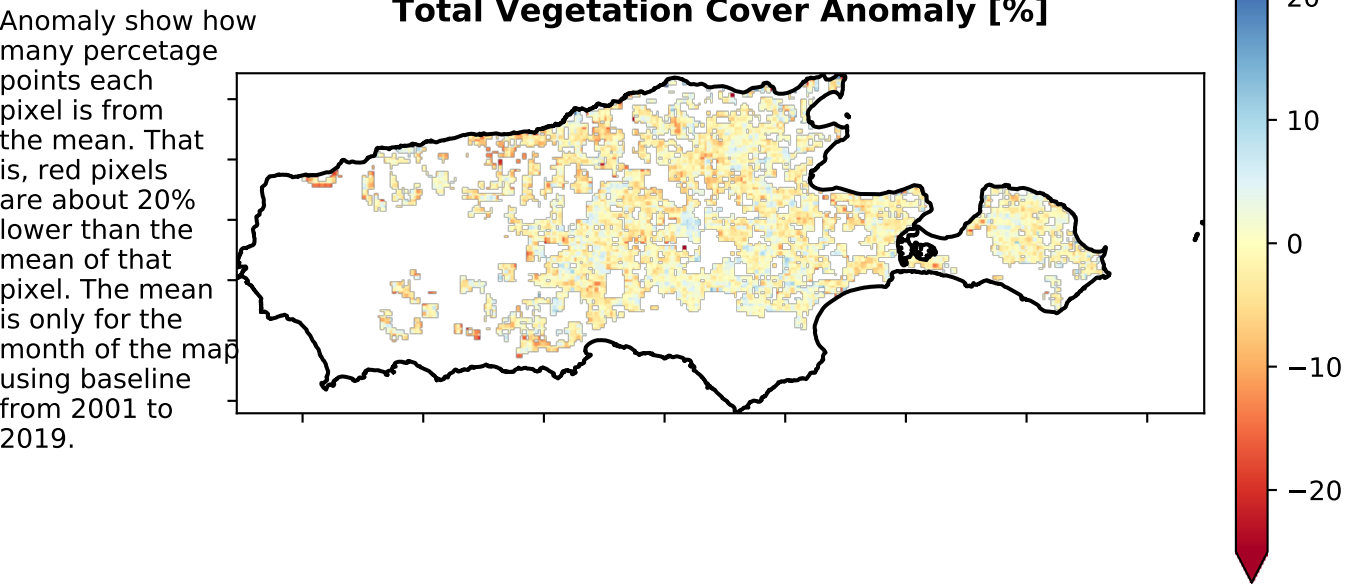 Total Vegetation Cover Anomaly [%]
Anomaly show how
many percetage
points each
pixel is from
the mean. That
is, red pixels
are about 20%
lower than the
mean of that
pixel. The mean
is only for the
month of the map
using baseline
from 2001 to
2019.
20
10
0
−10
−20